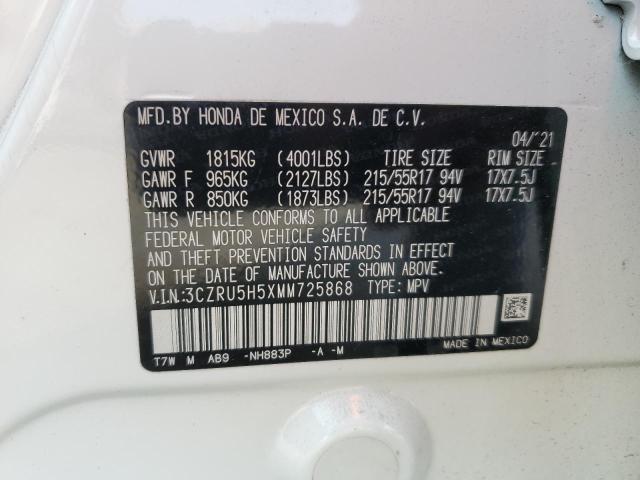 MFD.BY HONDA DE MEXICO S.A. DE C.V.
04/'21
GVWR 1815KG (4001LBS) TIRE SIZE RIM SIZE
GAWR F 965KG (2127LBS) 215/55R17 94V 17X7.5J
GAWR R 850KG (1873LBS) 215/55R17 94V 17X7.5J
THIS VEHICLE CONFORMS TO ALL APPLICABLE
FEDERAL MOTOR VEHICLE SAFETY
AND THEFT PREVENTION STANDARDS IN EFFECT
ON THE DATE OF MANUFACTURE SHOWN ABOVE.
V.I.N.:3CZRU5H5XMM725868 TYPE: MPV
T7W M AB9 -NH883P -A -M
MADE IN MEXICO